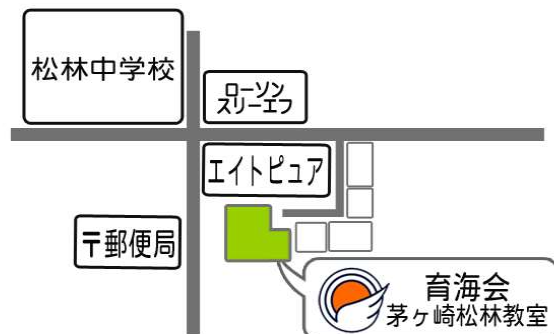 松林中学校
ローソン
スリーエフ
エイトピュア
〒郵便局
育海会
茅ヶ崎松林教室